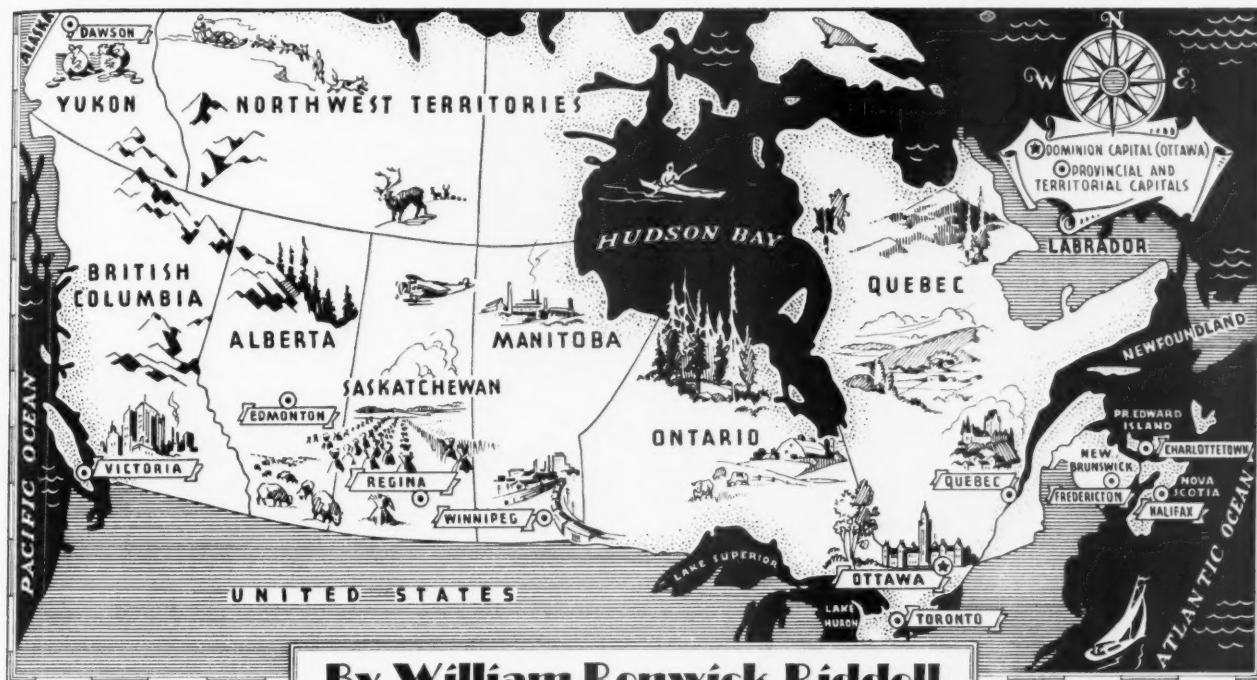 ALASKA
DAWSON
YUKON
NORTHWEST TERRITORIES
N
W
E
DOMINION CAPITAL (OTTAWA)
PROVINCIAL AND
TERRITORIAL CAPITALS
HUDSON BAY
LABRADOR
BRITISH
COLUMBIA
ALBERTA
SASKATCHEWAN
MANITOBA
QUEBEC
NEWFOUNDLAND
PACIFIC OCEAN
EDMONTON
ONTARIO
PR. EDWARD
ISLAND
CHARLOTTETOWN
NEW
BRUNSWICK
VICTORIA
REGINA
WINNIPEG
QUEBEC
FREDERICTON
NOVA
SCOTIA
HALIFAX
LAKE SUPERIOR
OTTAWA
UNITED STATES
LAKE
HURON
TORONTO
ATLANTIC OCEAN
By William Renwick Riddell